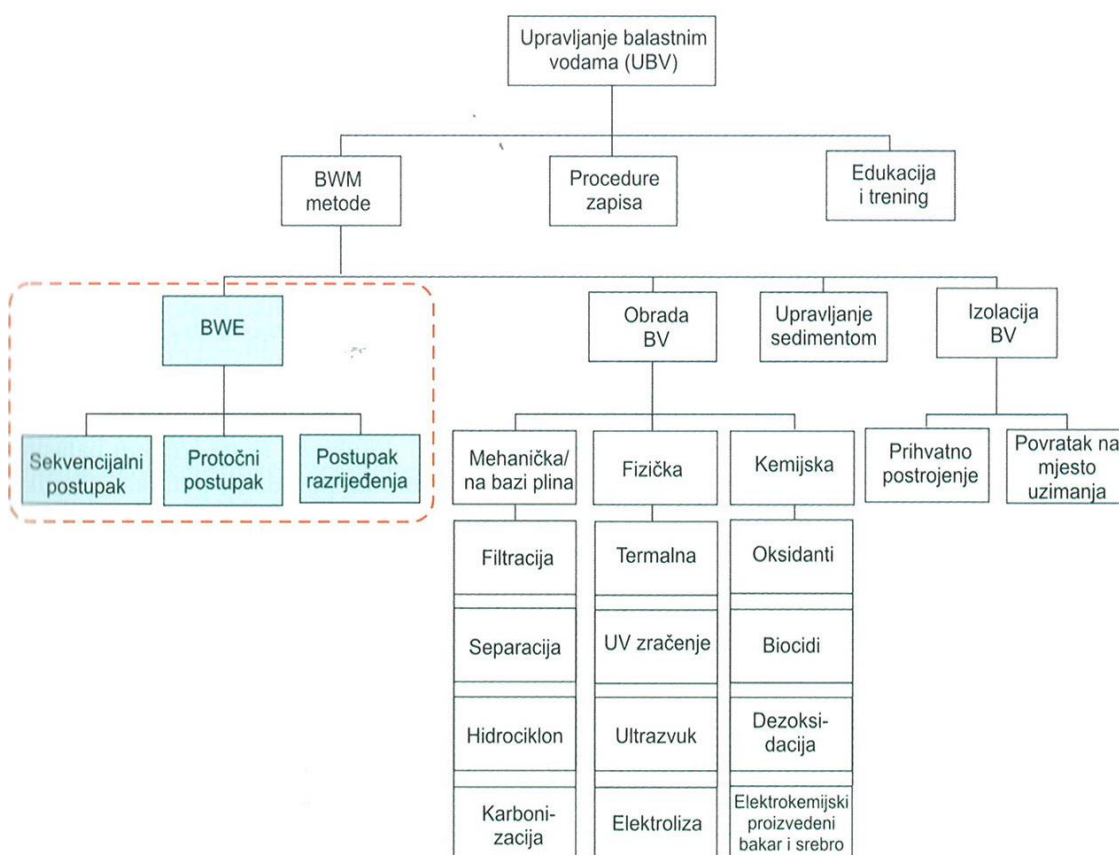 Upravljanje balastnim
vodama (UBV)
BWM
metode
Procedure
zapisa
Edukacija
i trening
BWE
Obrada
BV
Upravljanje
sedimentom
Izolacija
BV
Sekvencijalni
postupak
Protočni
postupak
Postupak
razrijeđenja
Mehanička/
na bazi plina
Fizička
Kemijska
Prihvatno
postrojenje
Povratak na
mjesto
uzimanja
Filtracija
Termalna
Oksidanti
Separacija
UV zračenje
Biocidi
Hidrociklon
Ultrazvuk
Dezoksi-
dacija
Karboni-
zacija
Elektroliza
Elektrokemijski
proizvedeni
bakar i srebro